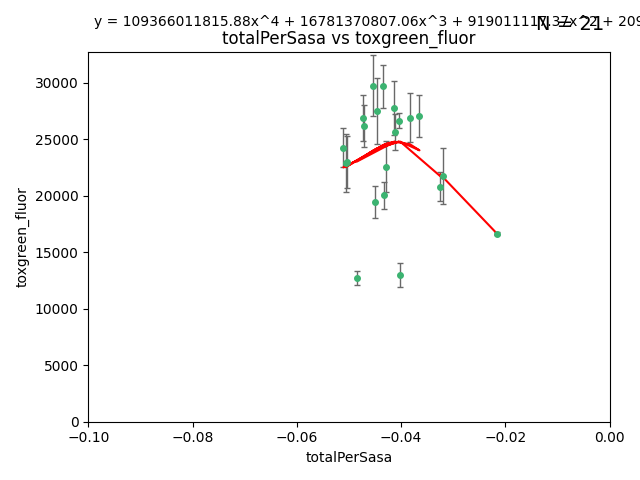 y = 109366011815.88x^4 + 16781370807.06x^3 + + 209
N = 21
totalPerSasa vs toxgreen_fluor
30000
25000
20000
15000
10000
5000
0
toxgreen_fluor
−0.10
−0.08
−0.06
−0.04
−0.02
0.00
totalPerSasa